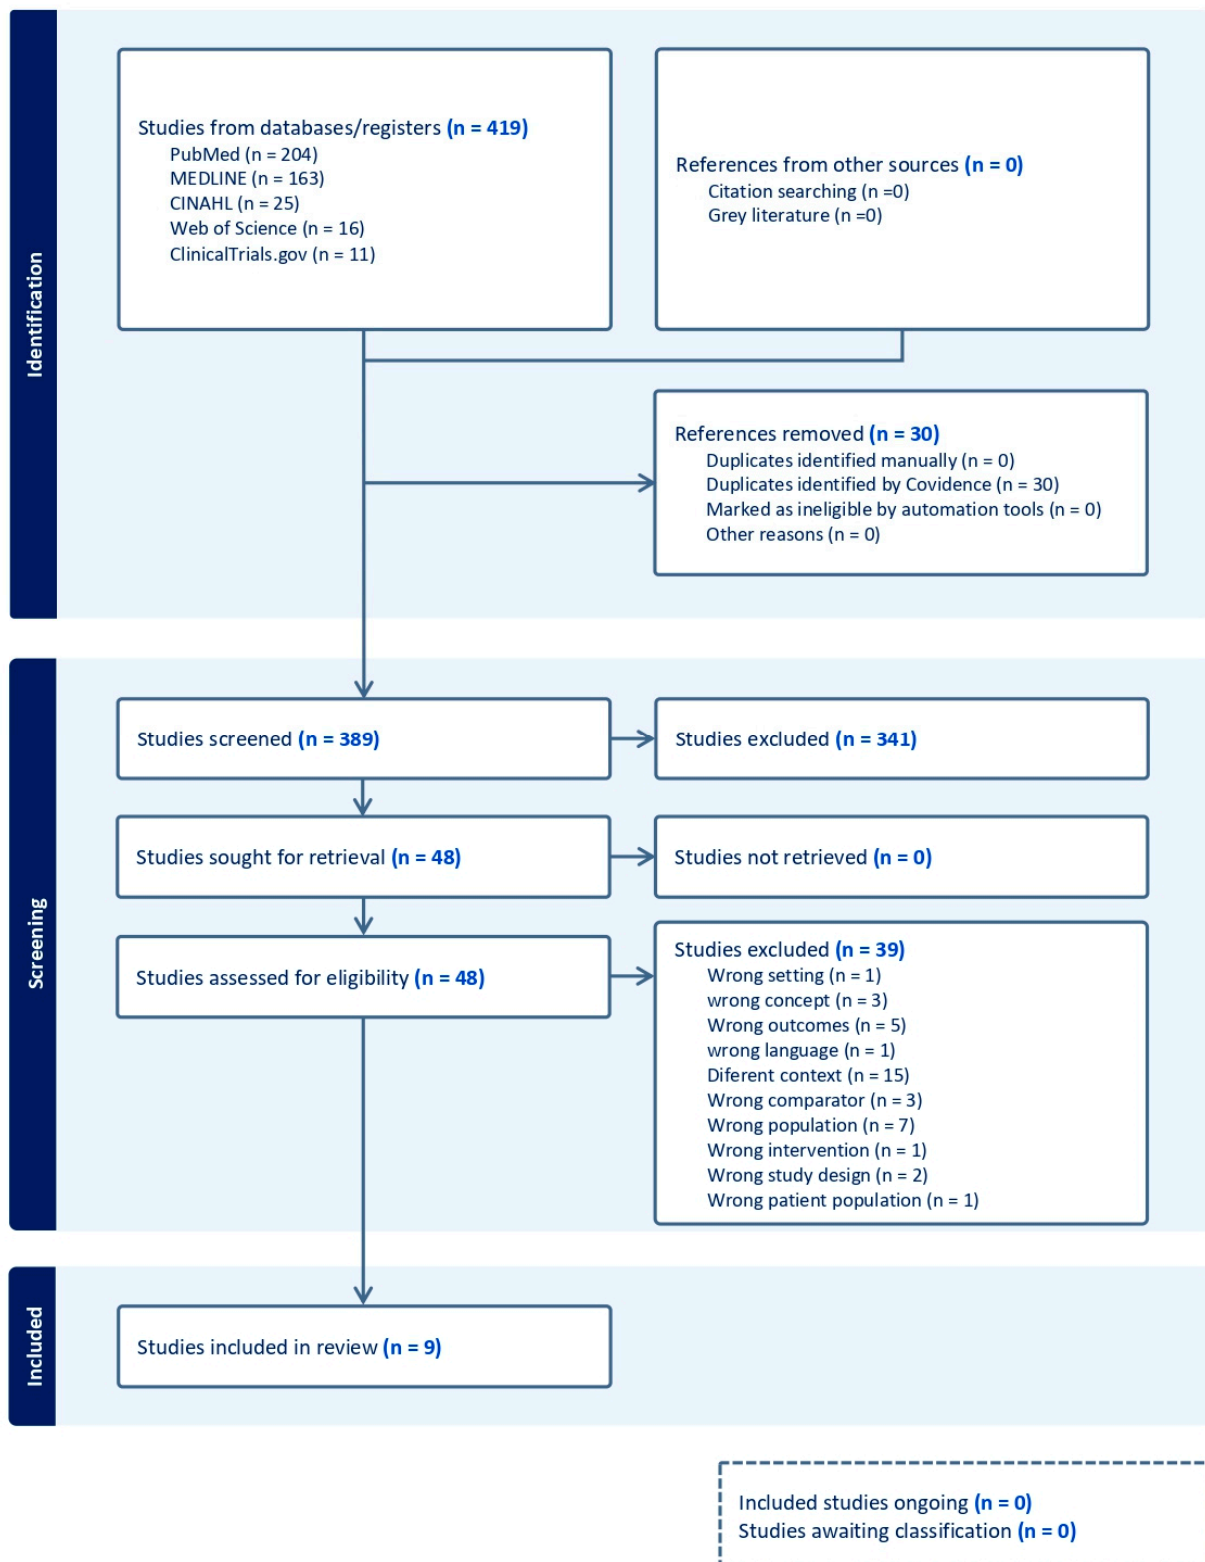 Identification
Studies from databases/registers (n = 419)
PubMed (n = 204)
MEDLINE (n = 163)
CINAHL (n = 25)
Web of Science (n = 16)
ClinicalTrials.gov (n = 11)
References from other sources (n = 0)
Citation searching (n =0)
Grey literature (n =0)
References removed (n = 30)
Duplicates identified manually (n = 0)
Duplicates identified by Covidence (n = 30)
Marked as ineligible by automation tools (n = 0)
Other reasons (n = 0)
Screening
Studies screened (n = 389)
Studies excluded (n = 341)
Studies sought for retrieval (n = 48)
Studies not retrieved (n = 0)
Studies assessed for eligibility (n = 48)
Studies excluded (n = 39)
Wrong setting (n = 1)
wrong concept (n = 3)
Wrong outcomes (n = 5)
wrong language (n = 1)
Diferent context (n = 15)
Wrong comparator (n = 3)
Wrong population (n = 7)
Wrong intervention (n = 1)
Wrong study design (n = 2)
Wrong patient population (n = 1)
Included
Studies included in review (n = 9)
Included studies ongoing (n = 0)
Studies awaiting classification (n = 0)